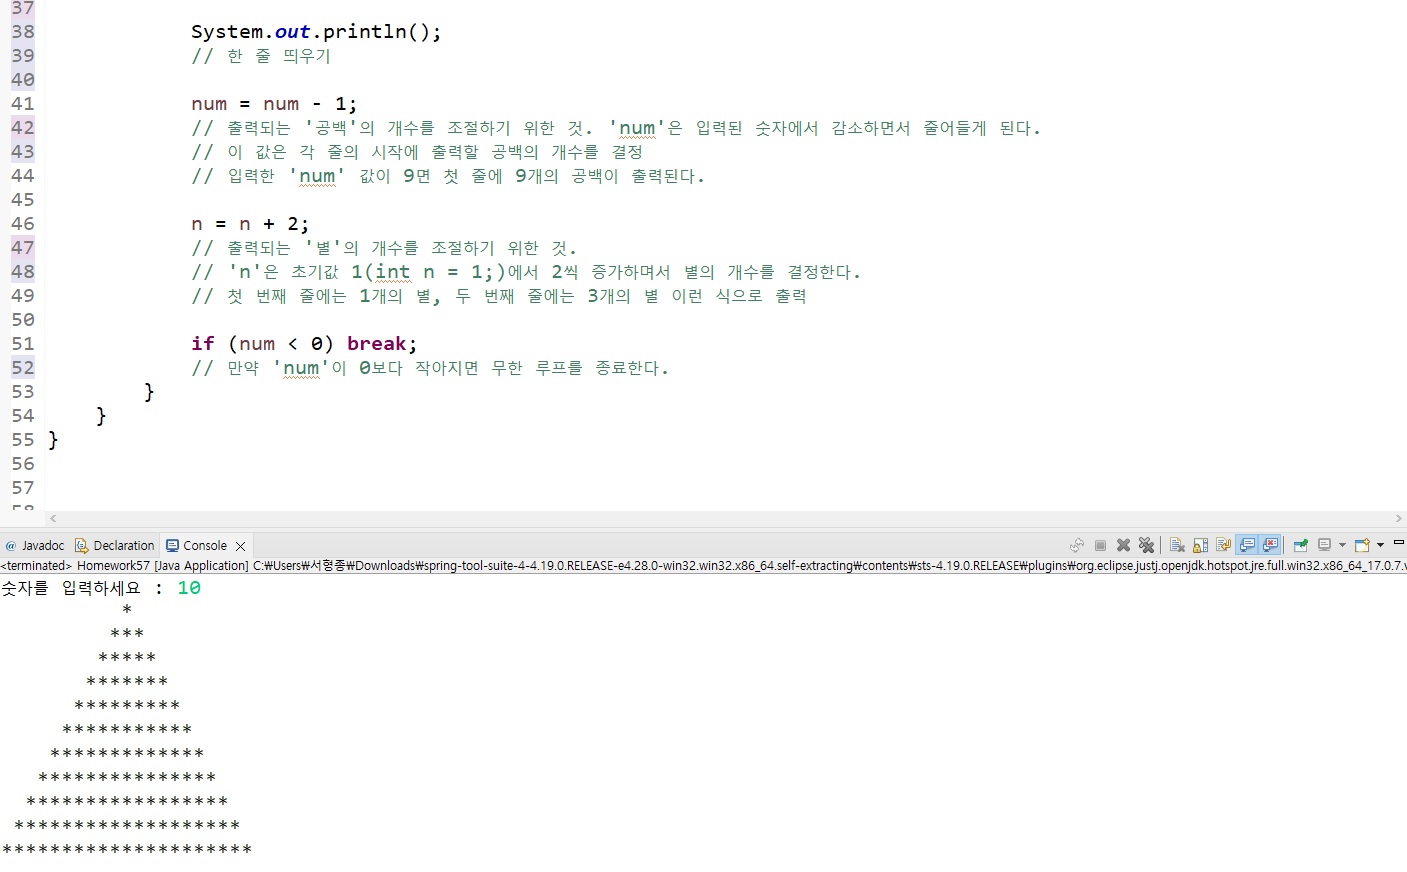 37
38 System.out.println();
39 // 한 줄 띄우기
40
41 num = num - 1;
42 // 출력되는 '공백'의 개수를 조절하기 위한 것. 'num'은 입력된 숫자에서 감소하면서 줄어들게 된다.
43 // 이 값은 각 줄의 시작에 출력할 공백의 개수를 결정
44 // 입력한 'num' 값이 9면 첫 줄에 9개의 공백이 출력된다.
45
46 n = n + 2;
47 // 출력되는 '별'의 개수를 조절하기 위한 것.
48 // 'n'은 초기값 1(int n = 1;)에서 2씩 증가하며서 별의 개수를 결정한다.
49 // 첫 번째 줄에는 1개의 별, 두 번째 줄에는 3개의 별 이런 식으로 출력
50
51 if (num < 0) break;
52 // 만약 'num'이 0보다 작아지면 무한 루프를 종료한다.
53 }
54 }
55 }
56
57
58
@ Javadoc Declaration Console
<terminated> Homework57 [Java Application] C:₩Users₩서형종₩Downloads₩spring-tool-suite-4-4.19.0.RELEASE-e4.28.0-win32.win32.x86_64.self-extracting₩contents₩sts-4.19.0.RELEASE₩plugins₩org.eclipse.justj.openjdk.hotspot.jre.full.win32.x86_64_17.0.7.v
숫자를 입력하세요 : 10
*
***
*****
*******
*********
***********
*************
***************
*****************
*******************
*********************